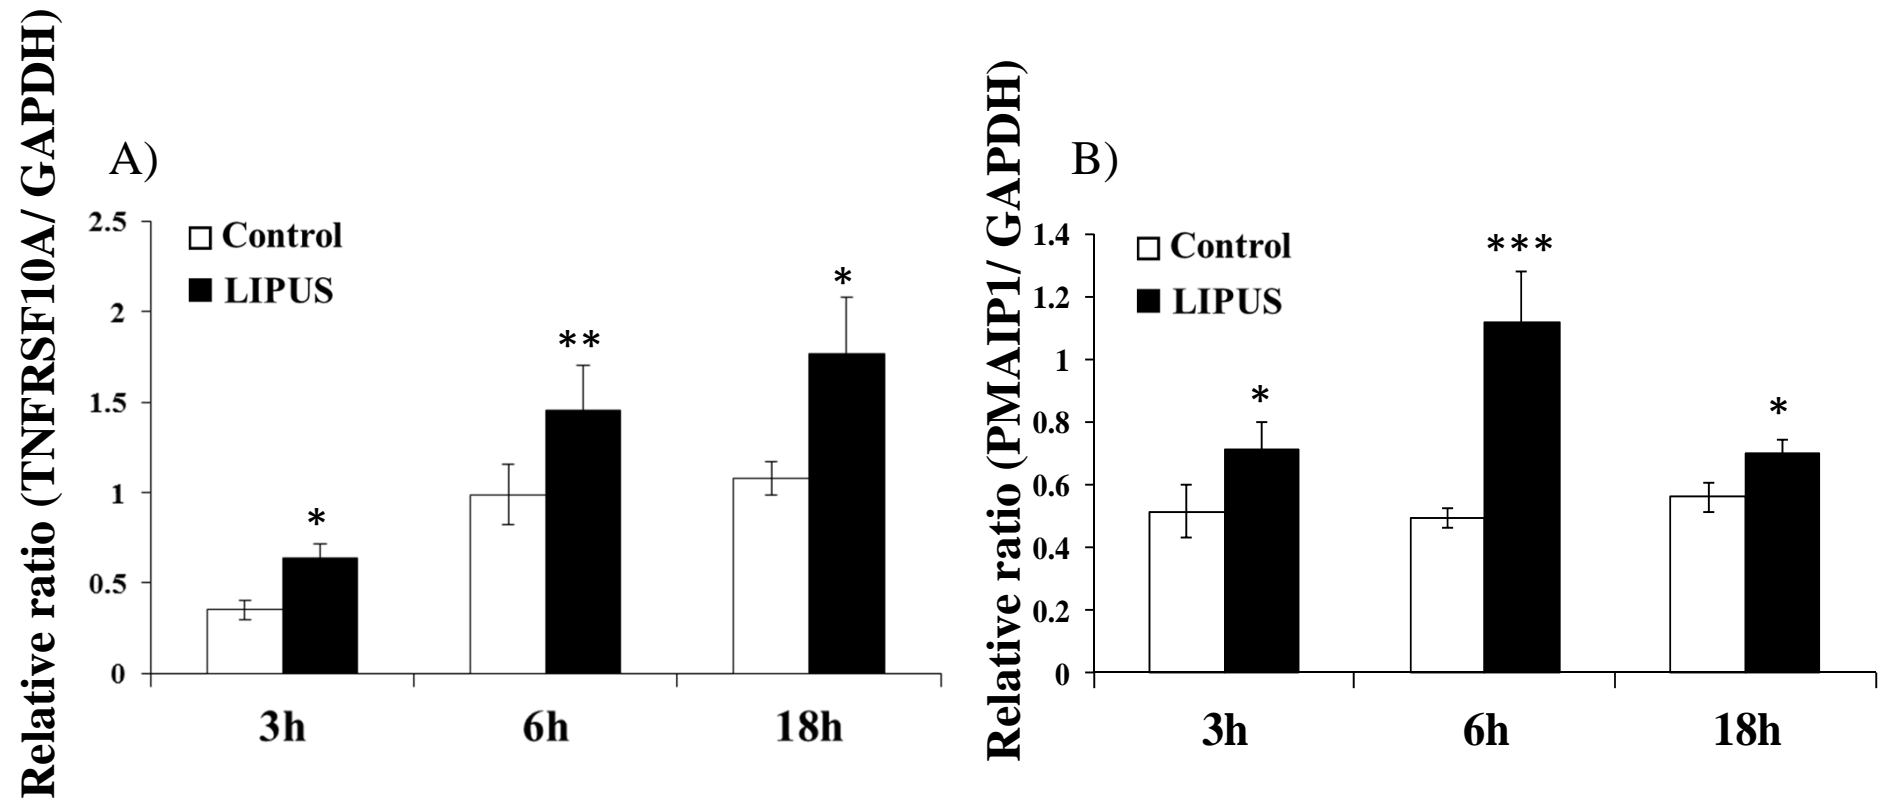 A)
Relative ratio (TNFRSF10A/ GAPDH)
2.5
2
1.5
1
0.5
0
Control
LIPUS
*
**
*
3h
6h
18h
B)
Relative ratio (PMAIP1/ GAPDH)
1.4
1.2
1
0.8
0.6
0.4
0.2
0
Control
LIPUS
*
***
*
3h
6h
18h